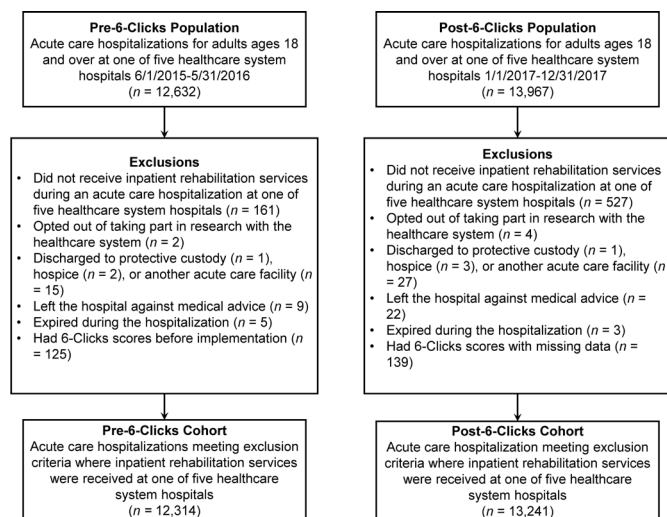 Pre-6-Clicks Population
Acute care hospitalizations for adults ages 18
and over at one of five healthcare system
hospitals 6/1/2015-5/31/2016
(n = 12,632)
Exclusions
• Did not receive inpatient rehabilitation services
during an acute care hospitalization at one of
five healthcare system hospitals (n = 161)
• Opted out of taking part in research with the
healthcare system (n = 2)
• Discharged to protective custody (n = 1),
hospice (n = 2), or another acute care facility (n
= 15)
• Left the hospital against medical advice (n = 9)
• Expired during the hospitalization (n = 5)
• Had 6-Clicks scores before implementation (n
= 125)
Pre-6-Clicks Cohort
Acute care hospitalizations meeting exclusion
criteria where inpatient rehabilitation services
were received at one of five healthcare
system hospitals
(n = 12,314)
Post-6-Clicks Population
Acute care hospitalizations for adults ages 18
and over at one of five healthcare system
hospitals 1/1/2017-12/31/2017
(n = 13,967)
Exclusions
• Did not receive inpatient rehabilitation services
during an acute care hospitalization at one of
five healthcare system hospitals (n = 527)
• Opted out of taking part in research with the
healthcare system (n = 4)
• Discharged to protective custody (n = 1),
hospice (n = 3), or another acute care facility (n
= 27)
• Left the hospital against medical advice (n =
22)
• Expired during the hospitalization (n = 3)
• Had 6-Clicks scores with missing data (n =
139)
Post-6-Clicks Cohort
Acute care hospitalization meeting exclusion
criteria where inpatient rehabilitation services
were received at one of five healthcare
system hospitals
(n = 13,241)